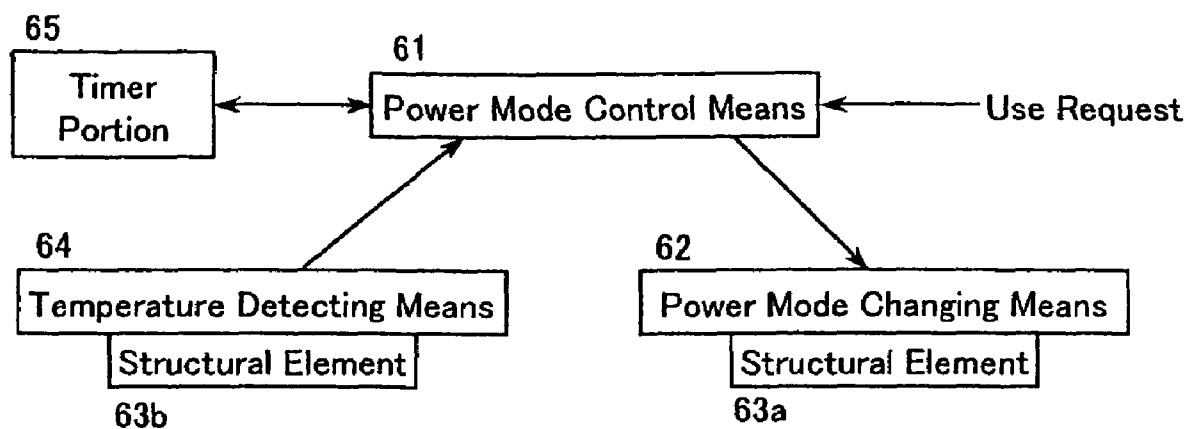 65
Timer
Portion
61
Power Mode Control Means
Use Request
64
Temperature Detecting Means
Structural Element
63b
62
Power Mode Changing Means
Structural Element
63a